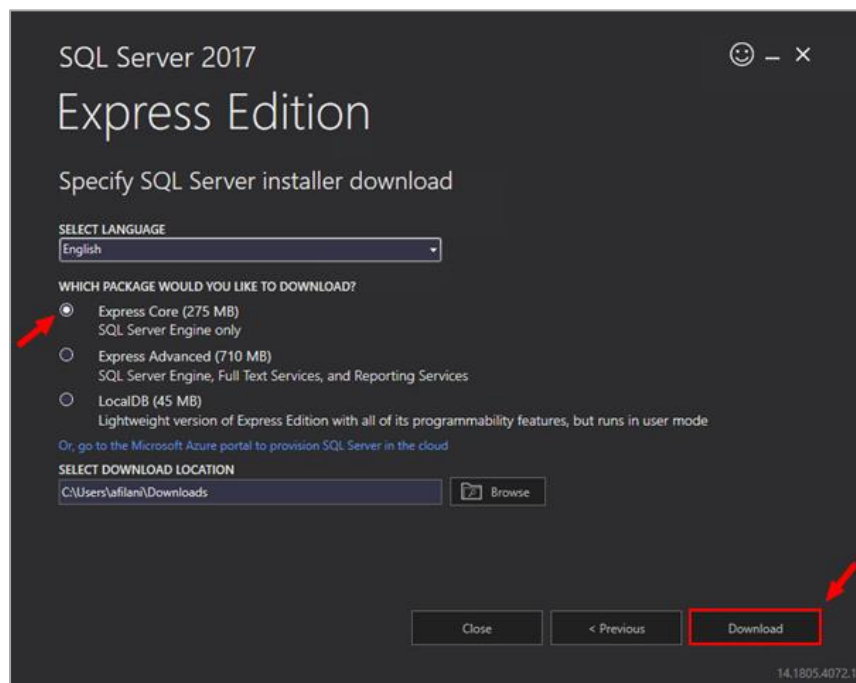 SQL Server 2017
Express Edition
Specify SQL Server installer download
SELECT LANGUAGE
English
WHICH PACKAGE WOULD YOU LIKE TO DOWNLOAD?
Express Core (275 MB)
SQL Server Engine only
Express Advanced (710 MB)
SQL Server Engine, Full Text Services, and Reporting Services
LocalDB (45 MB)
Lightweight version of Express Edition with all of its programmability features, but runs in user mode
Or, go to the Microsoft Azure portal to provision SQL Server in the cloud
SELECT DOWNLOAD LOCATION
C:\Users\afilani\Downloads
Browse
Close
< Previous
Download
14.1805.4072.1